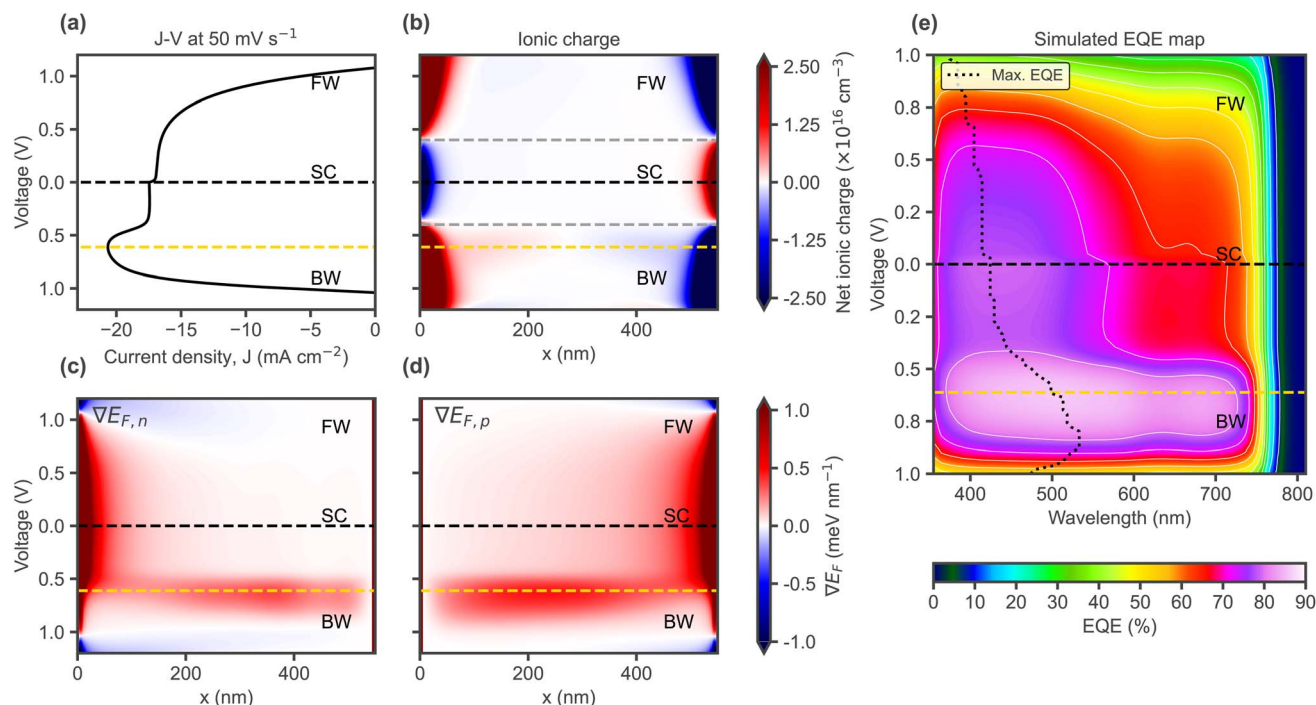 (a)
J-V at 50 mV s⁻¹
Voltage (V)
1.0
0.5
0.0
0.5
1.0
FW
SC
BW
−20
−15
−10
−5
0
Current density, J (mA cm⁻²)
(b)
Ionic charge
FW
SC
BW
0
200
400
x (nm)
2.50
1.25
0.00
-1.25
-2.50
Net ionic charge (×10¹⁶ cm⁻³)
(c)
∇E_F,n
Voltage (V)
1.0
0.5
0.0
0.5
1.0
FW
SC
BW
0
200
400
x (nm)
(d)
∇E_F,p
FW
SC
BW
0
200
400
x (nm)
1.0
0.5
0.0
-0.5
-1.0
∇E_F (meV nm⁻¹)
(e)
Simulated EQE map
Max. EQE
Voltage (V)
1.0
0.8
0.5
0.2
0.0
0.2
0.5
0.8
1.0
FW
SC
BW
400
500
600
700
800
Wavelength (nm)
0 10 20 30 40 50 60 70 80 90
EQE (%)